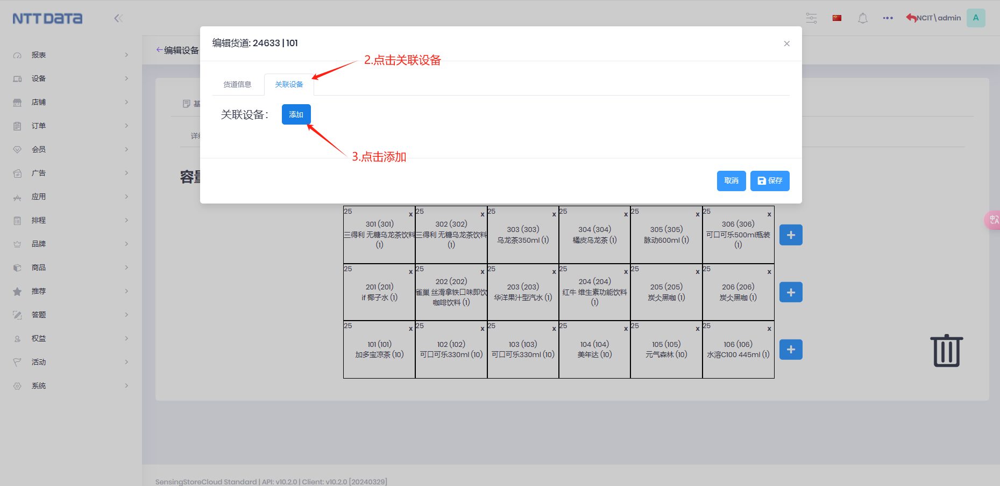 NTT DATA
NCIT\admin
A
报表
设备
店铺
订单
会员
广告
应用
排程
品牌
商品
推荐
答题
权益
活动
系统
编辑设备
编辑货道: 24633 | 101
×
2.点击关联设备
货道信息
关联设备
关联设备：
添加
3.点击添加
取消
保存
基
容量
25 x 25 x 25 x 25 x 25 x 25 x
301 (301)
三得利 无糖乌龙茶饮料
(1)
302 (302)
三得利 无糖乌龙茶饮料
(1)
303 (303)
乌龙茶350ml (1)
304 (304)
橘皮乌龙茶 (1)
305 (305)
脉动600ml (1)
306 (306)
可口可乐500ml瓶装
(1)
+
25 x 25 x 25 x 25 x 25 x 25 x
201 (201)
if 椰子水 (1)
202 (202)
雀巢 丝滑拿铁口味即饮
咖啡饮料 (1)
203 (203)
华洋果汁型汽水 (1)
204 (204)
红牛 维生素功能饮料
(1)
205 (205)
炭仌黑咖 (1)
206 (206)
炭仌黑咖 (1)
+
25 x 25 x 25 x 25 x 25 x 25 x
101 (101)
加多宝凉茶 (10)
102 (102)
可口可乐330ml (10)
103 (103)
可口可乐330ml (10)
104 (104)
美年达 (10)
105 (105)
元气森林 (10)
106 (106)
水溶C100 445ml (1)
+
中A
SensingStoreCloud Standard | API: v10.2.0 | Client: v10.2.0 [20240329]